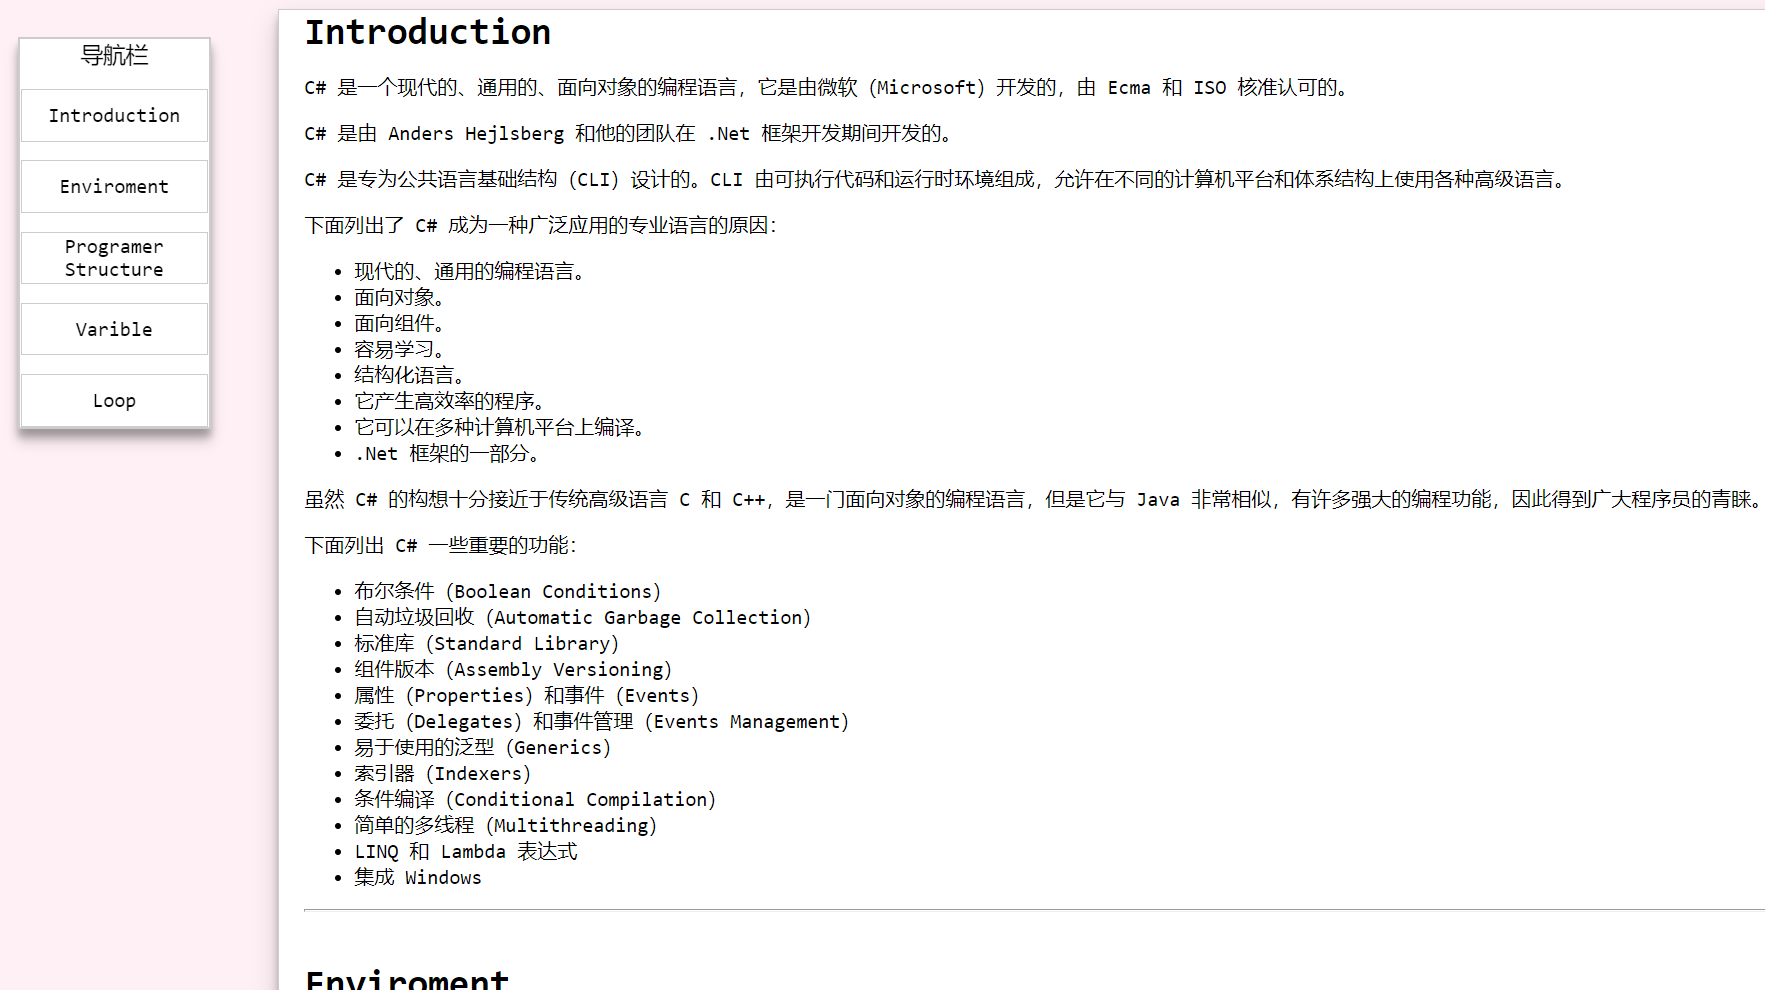 导航栏
Introduction
Enviroment
Programer
Structure
Varible
Loop
Introduction
C# 是一个现代的、通用的、面向对象的编程语言，它是由微软（Microsoft）开发的，由 Ecma 和 ISO 核准认可的。
C# 是由 Anders Hejlsberg 和他的团队在 .Net 框架开发期间开发的。
C# 是专为公共语言基础结构（CLI）设计的。CLI 由可执行代码和运行时环境组成，允许在不同的计算机平台和体系结构上使用各种高级语言。
下面列出了 C# 成为一种广泛应用的专业语言的原因：
• 现代的、通用的编程语言。
• 面向对象。
• 面向组件。
• 容易学习。
• 结构化语言。
• 它产生高效率的程序。
• 它可以在多种计算机平台上编译。
• .Net 框架的一部分。
虽然 C# 的构想十分接近于传统高级语言 C 和 C++，是一门面向对象的编程语言，但是它与 Java 非常相似，有许多强大的编程功能，因此得到广大程序员的青睐。
下面列出 C# 一些重要的功能：
• 布尔条件（Boolean Conditions）
• 自动垃圾回收（Automatic Garbage Collection）
• 标准库（Standard Library）
• 组件版本（Assembly Versioning）
• 属性（Properties）和事件（Events）
• 委托（Delegates）和事件管理（Events Management）
• 易于使用的泛型（Generics）
• 索引器（Indexers）
• 条件编译（Conditional Compilation）
• 简单的多线程（Multithreading）
• LINQ 和 Lambda 表达式
• 集成 Windows
Enviroment